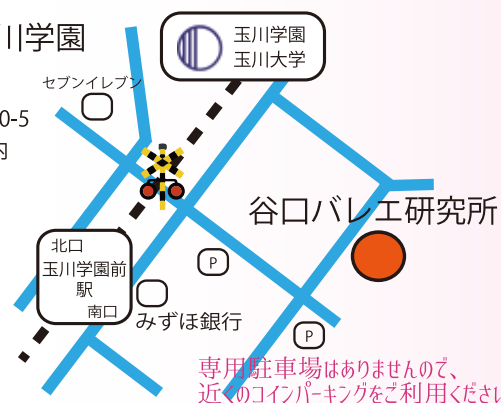 川学園
玉川学園
玉川大学
セブンイレブン
0-5
内
谷口バレエ研究所
北口
玉川学園前
駅
南口
P
みずほ銀行
P
専用駐車場はありませんので、
近くのコインパーキングをご利用ください